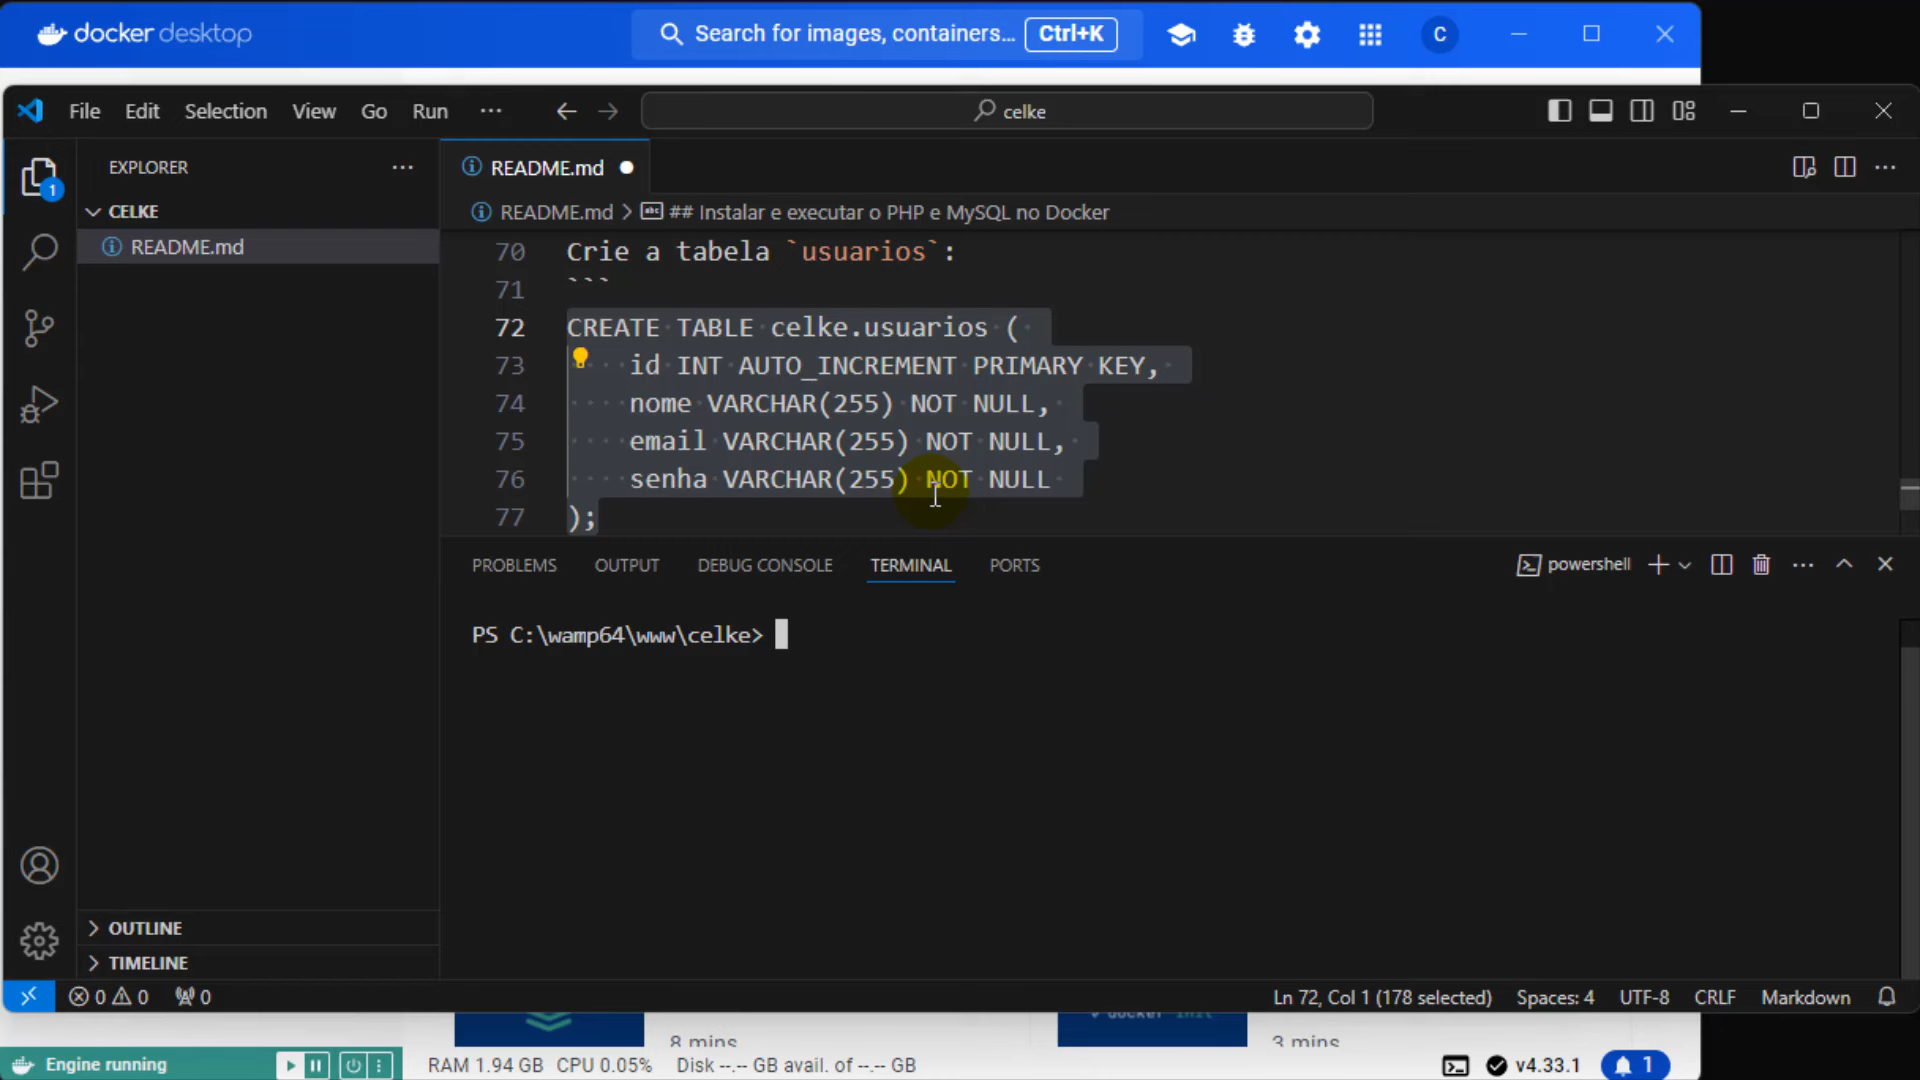 docker desktop
Search for images, containers... Ctrl+K
C
File Edit Selection View Go Run ··· celke
EXPLORER
README.md
1
CELKE
README.md > ## Instalar e executar o PHP e MySQL no Docker
README.md
70 Crie a tabela `usuarios`:
71 ```
72 CREATE TABLE celke.usuarios (
73 id INT AUTO_INCREMENT PRIMARY KEY,
74 nome VARCHAR(255) NOT NULL,
75 email VARCHAR(255) NOT NULL,
76 senha VARCHAR(255) NOT NULL
77 );
PROBLEMS OUTPUT DEBUG CONSOLE TERMINAL PORTS
powershell
PS C:\wamp64\www\celke>
OUTLINE
TIMELINE
0 0 0
Ln 72, Col 1 (178 selected) Spaces: 4 UTF-8 CRLF Markdown
docker init
8 mins
3 mins
Engine running
RAM 1.94 GB CPU 0.05% Disk --.-- GB avail. of --.-- GB
v4.33.1
1